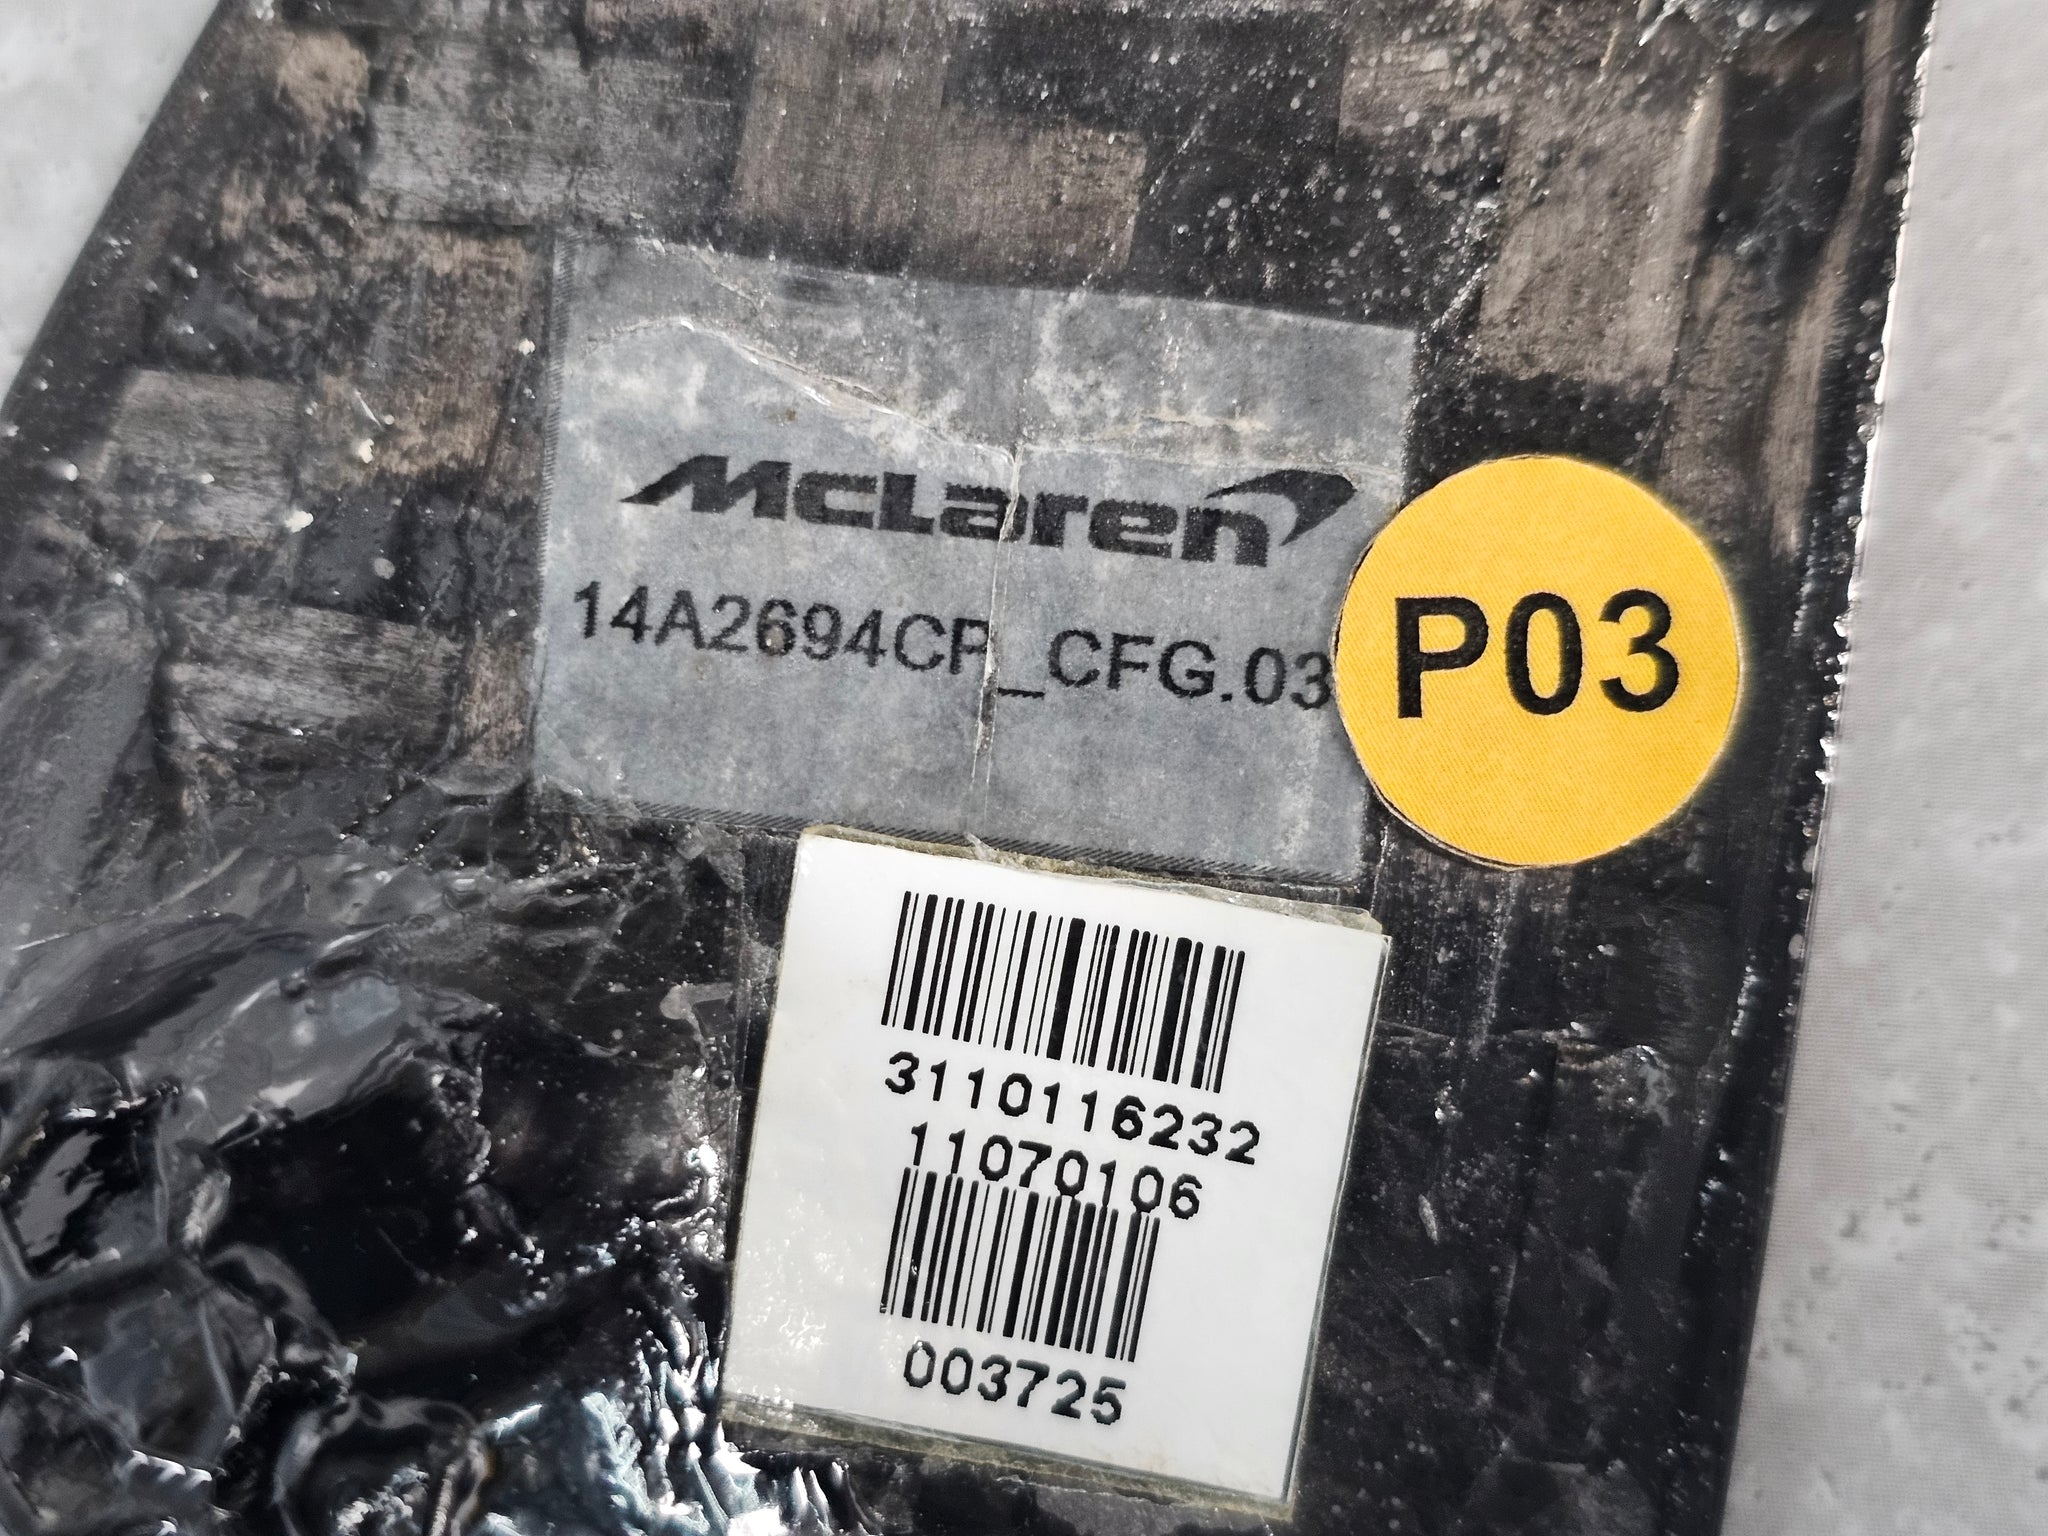 McLaren
14A2694CP_CFG.03
P03
3110116232
11070106
003725